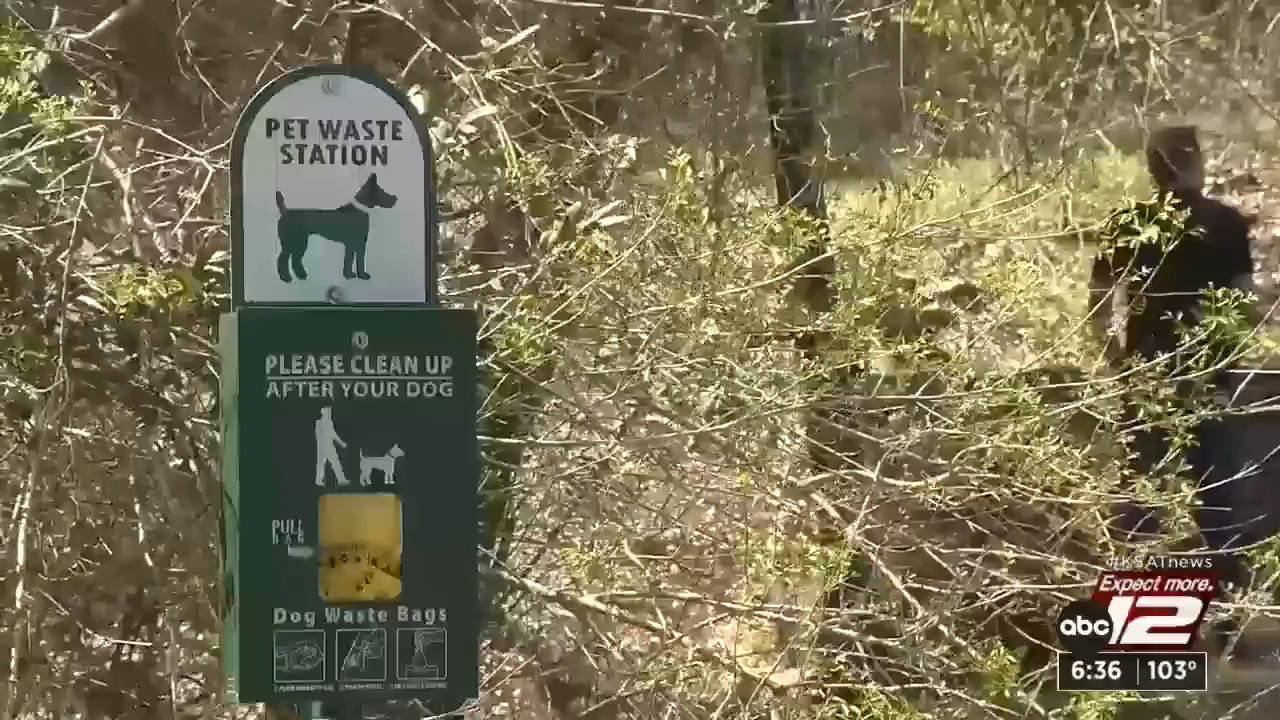 PET WASTE
STATION
PLEASE CLEAN UP
AFTER YOUR DOG
PULL
BAG
Dog Waste Bags
#KSATnews
Expect more.
abc 12
6:36 103°